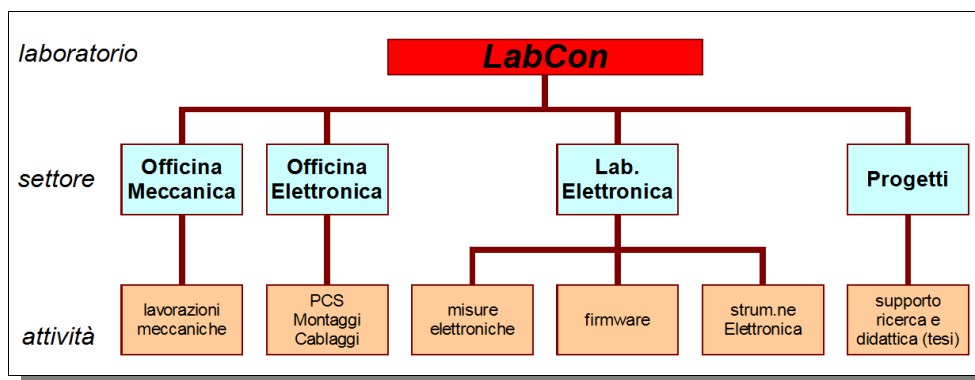 laboratorio
LabCon
settore
Officina
Meccanica
Officina
Elettronica
Lab.
Elettronica
Progetti
attività
lavorazioni
meccaniche
PCS
Montaggi
Cablaggi
misure
elettroniche
firmware
strum.ne
Elettronica
supporto
ricerca e
didattica (tesi)